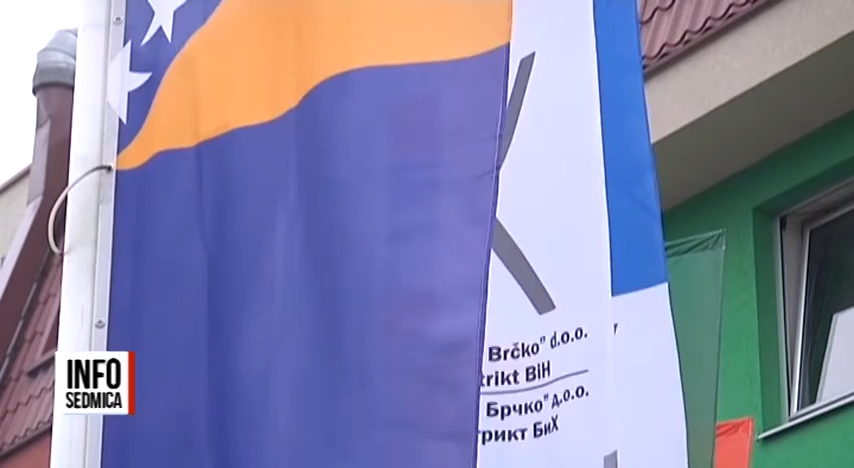 Brčko" d.o.o.
trikt BiH
Брчко" д.о.о.
трикт БиХ
INFO
SEDMICA